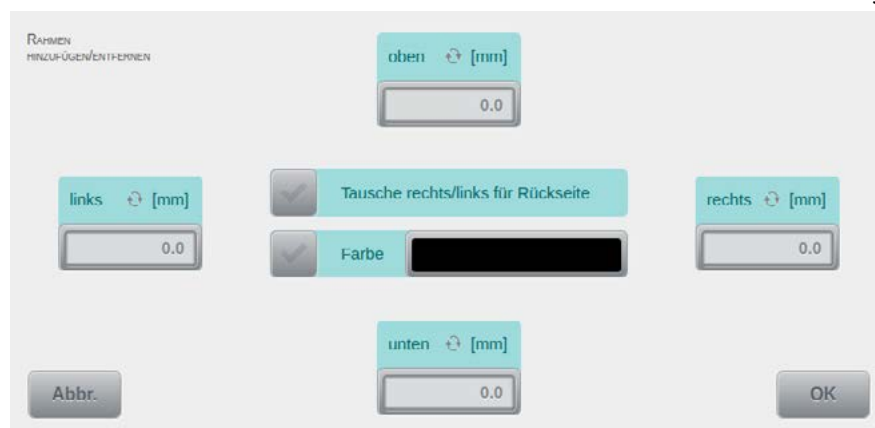 Rahmen
hinzufügen/entfernen
oben [mm]
0.0
Tausche rechts/links für Rückseite
links [mm]
rechts [mm]
0.0
Farbe
0.0
unten [mm]
0.0
Abbr.
OK